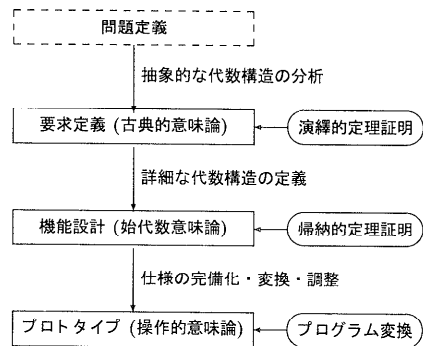 問題定義
抽象的な代数構造の分析
要求定義 (古典的意味論)
演繹的定理証明
詳細な代数構造の定義
機能設計 (始代数意味論)
帰納的定理証明
仕様の完備化・変換・調整
プロトタイプ (操作的意味論)
プログラム変換